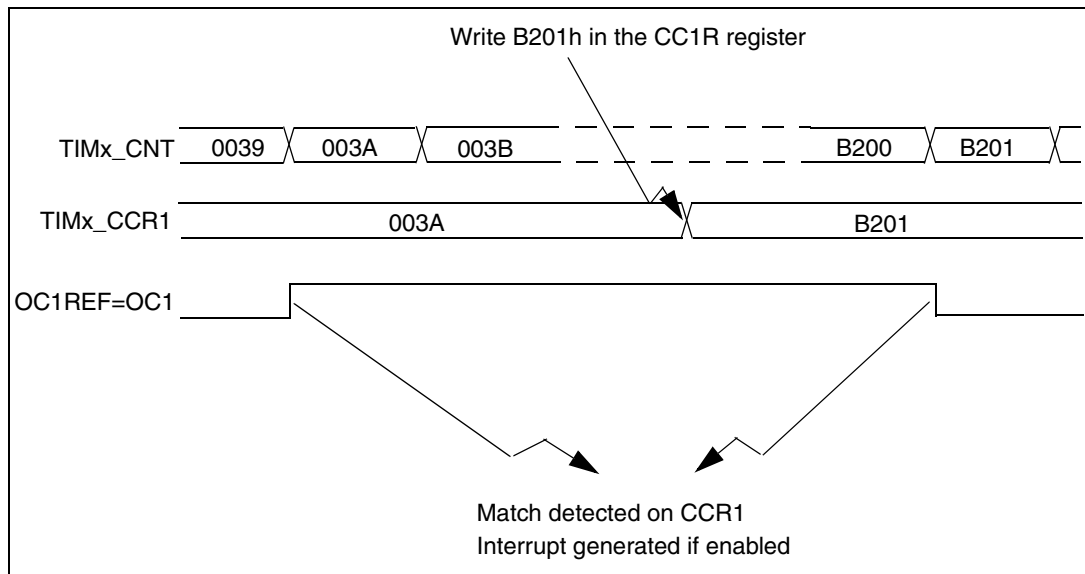 Write B201h in the CC1R register
TIMx_CNT 0039 003A 003B B200 B201
TIMx_CCR1 003A B201
OC1REF=OC1
Match detected on CCR1
Interrupt generated if enabled